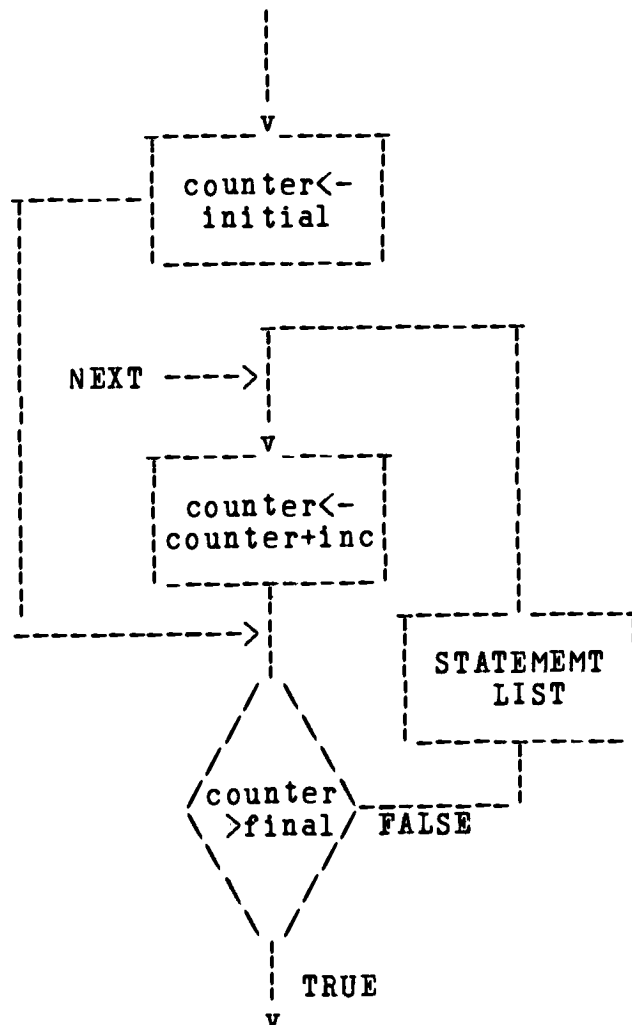 counter<-
initial
NEXT
counter<-
counter+inc
STATEMEMT
LIST
counter
>final
FALSE
TRUE